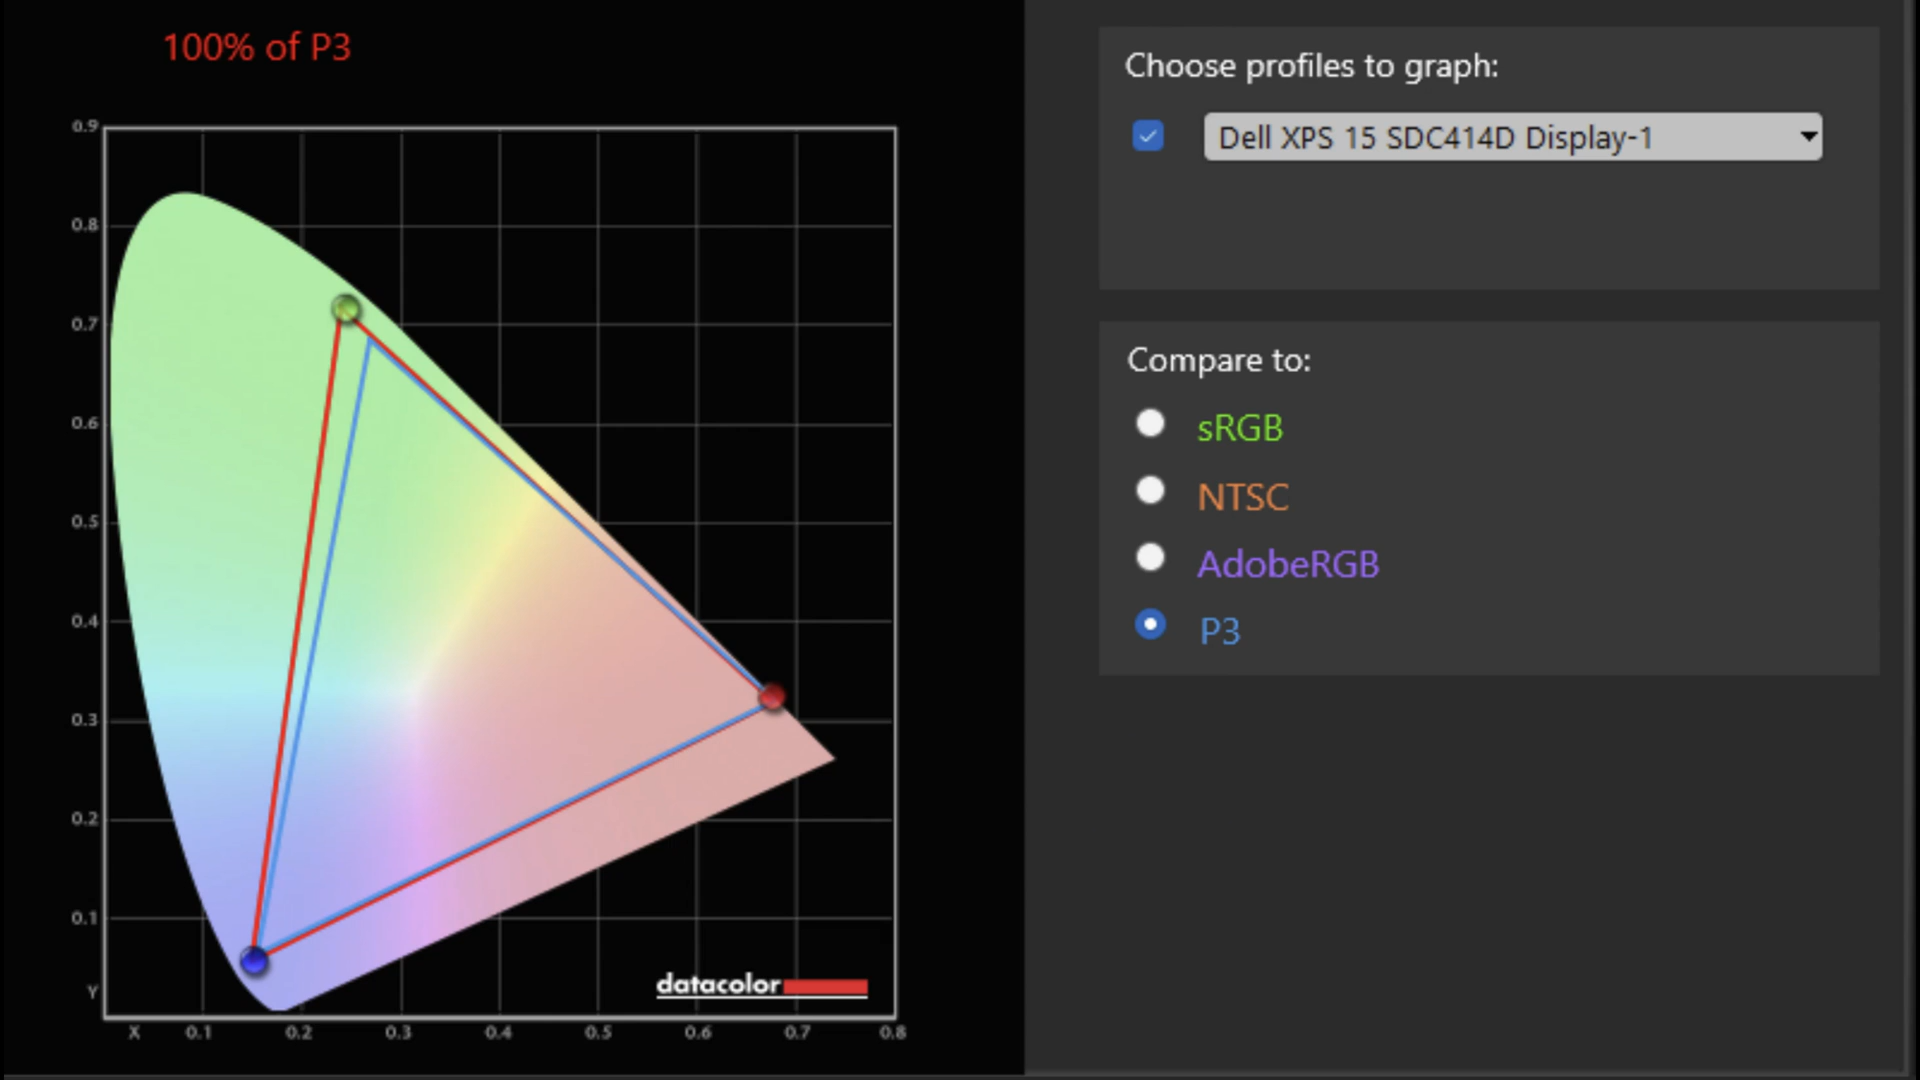 100% of P3
Choose profiles to graph:
Dell XPS 15 SDC414D Display-1
Compare to:
sRGB
NTSC
AdobeRGB
P3
0.9
0.8
0.7
0.6
0.5
0.4
0.3
0.2
0.1
Y
datacolor
X 0.1 0.2 0.3 0.4 0.5 0.6 0.7 0.8